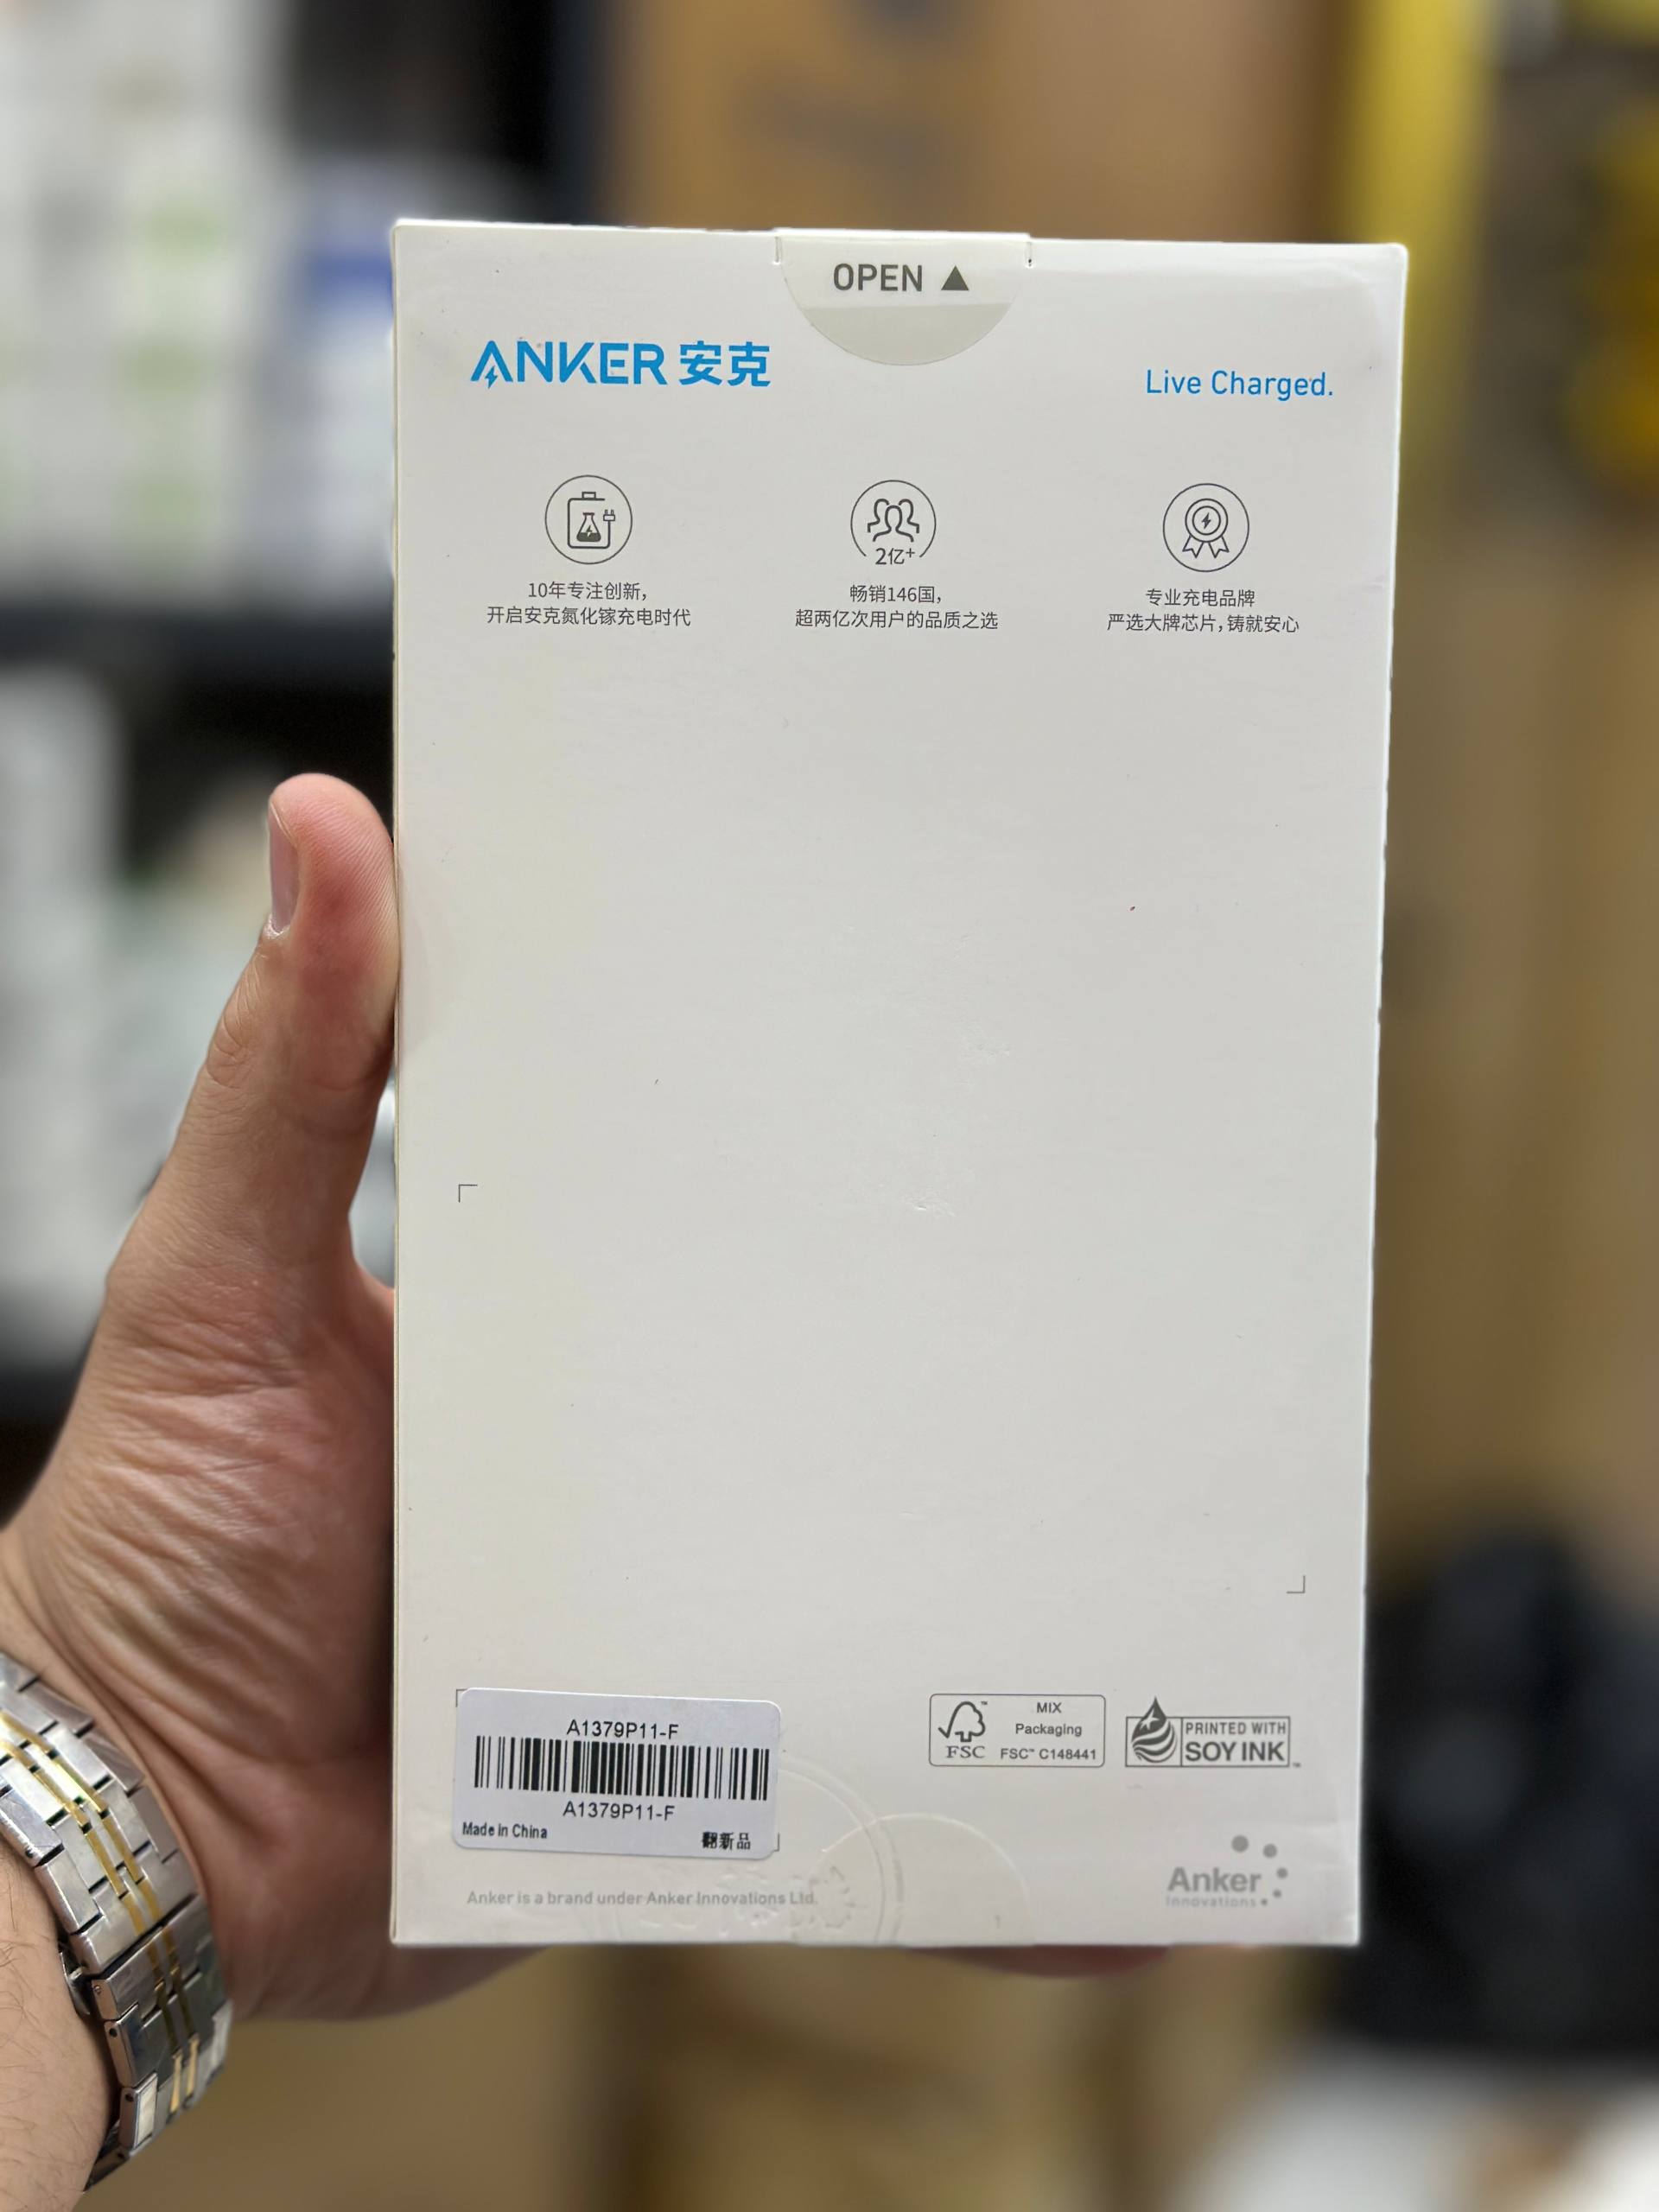 OPEN ▲
ANKER 安克
Live Charged.
2亿+
10年专注创新,
开启安克氮化镓充电时代
畅销146国,
超两亿次用户的品质之选
专业充电品牌
严选大牌芯片,铸就安心
A1379P11-F
A1379P11-F
Made in China
翻新品
FSC™
MIX
Packaging
FSC™ C148441
PRINTED WITH
SOY INK™
Anker is a brand under Anker Innovations Ltd.
Anker
Innovations